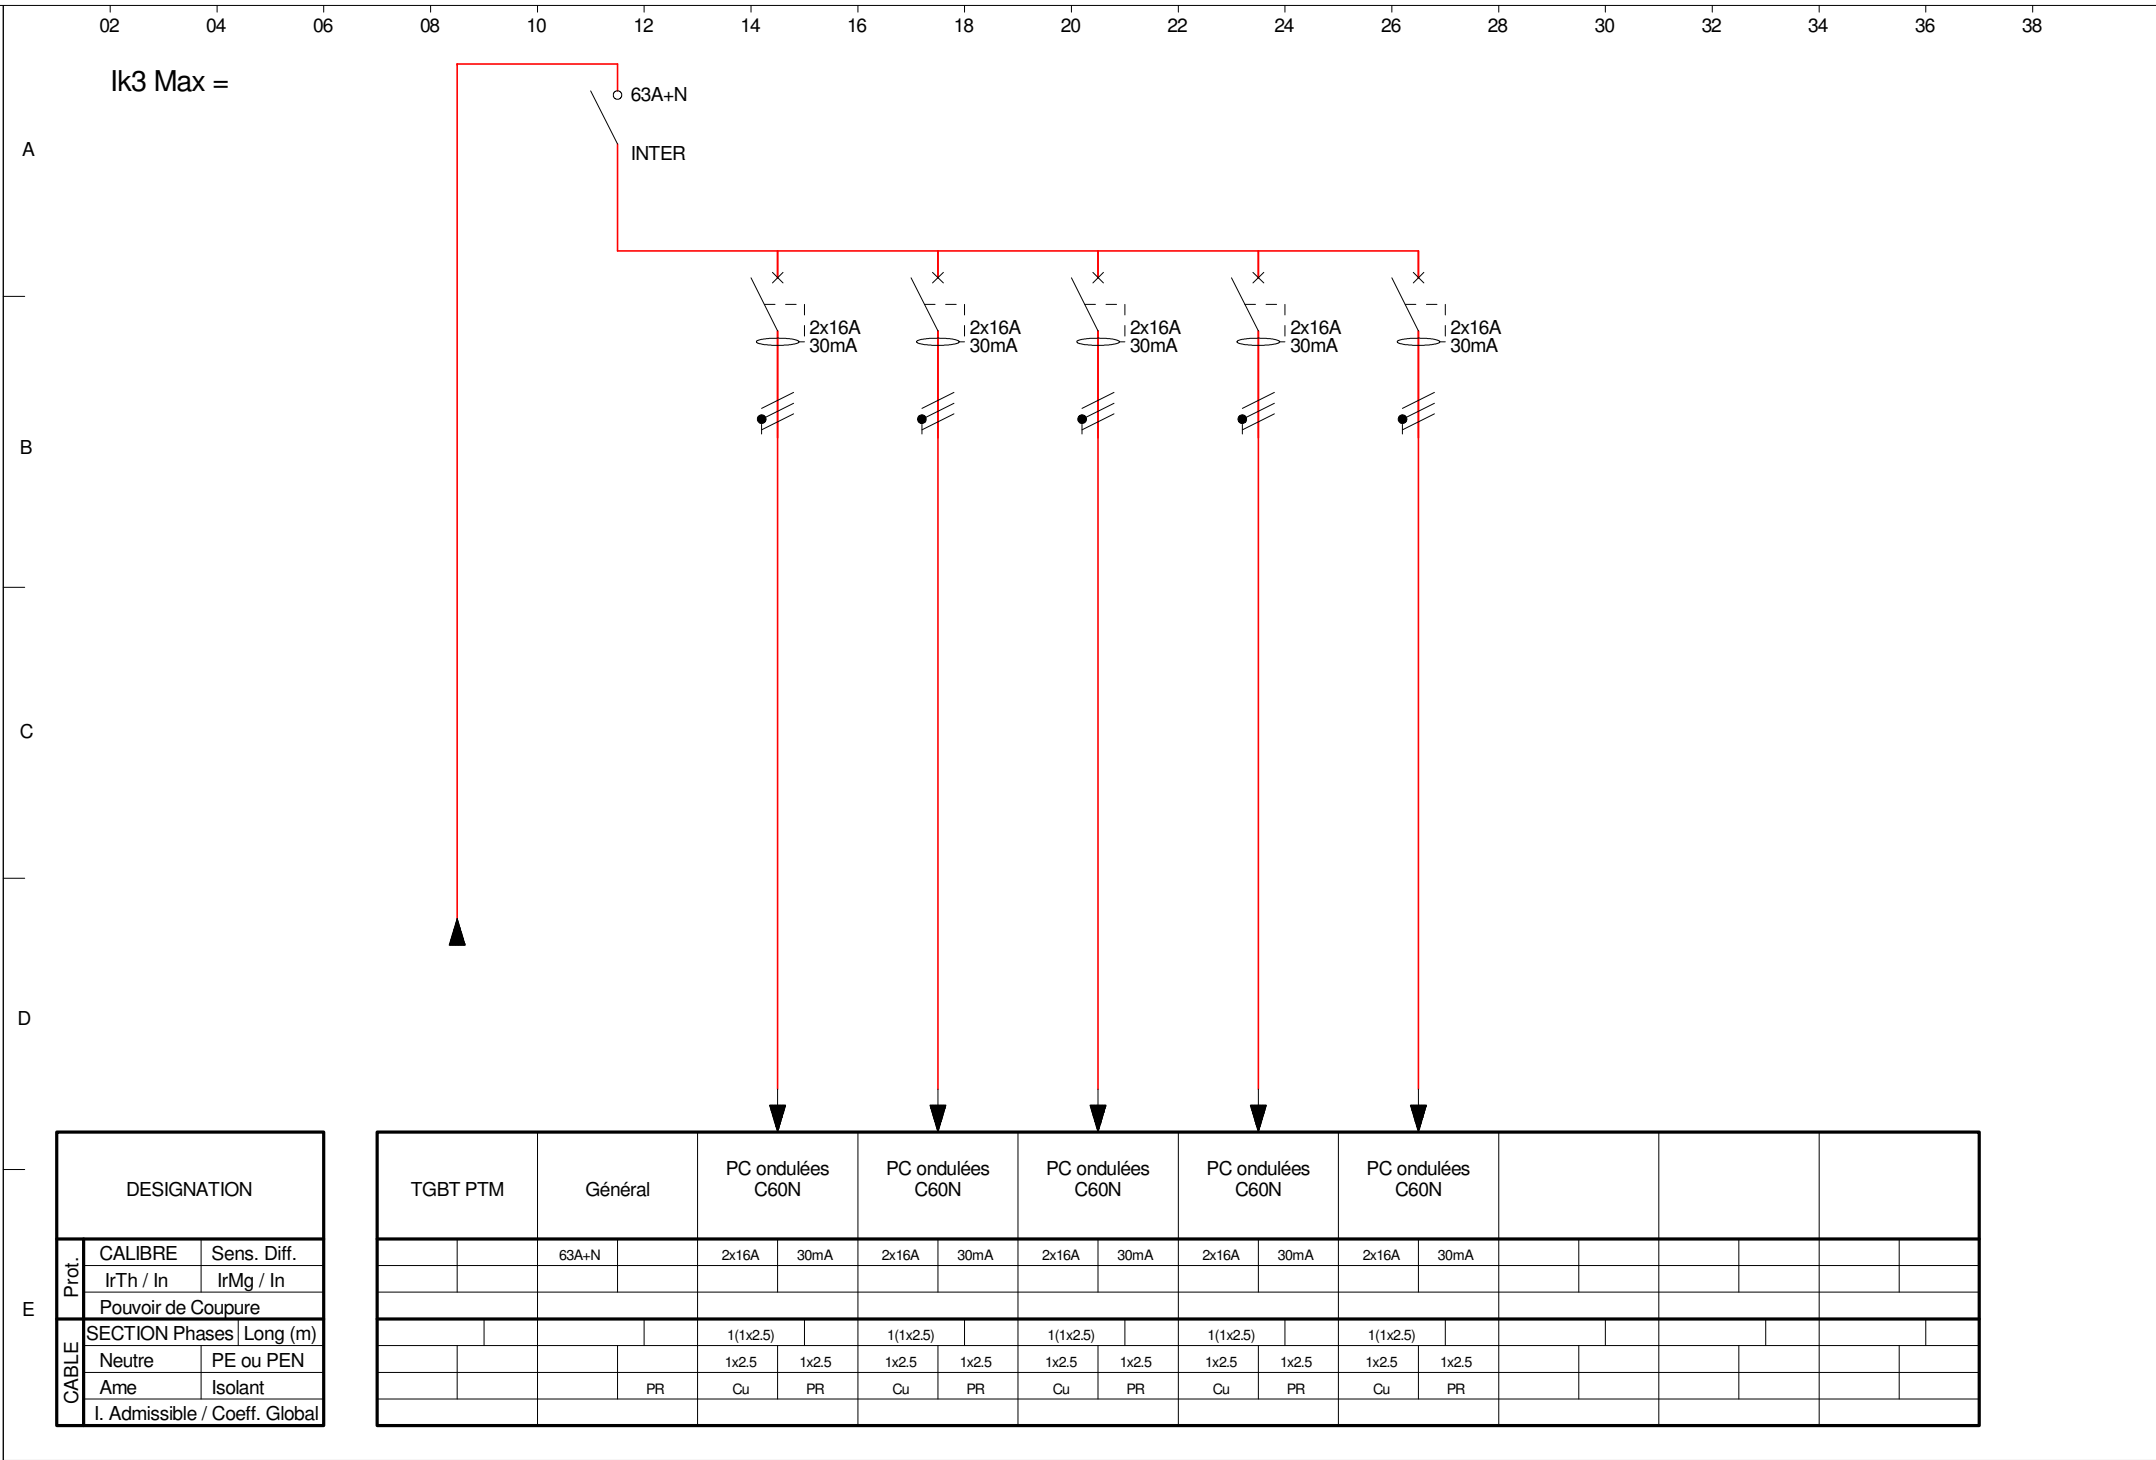 02 04 06 08 10 12 14 16 18 20 22 24 26 28 30 32 34 36 38
Ik3 Max =
63A+N
A
INTER
2x16A 2x16A 2x16A 2x16A 2x16A
30mA 30mA 30mA 30mA 30mA
B
C
D
DESIGNATION
TGBT PTM
Général
PC ondulées
C60N
PC ondulées
C60N
PC ondulées
C60N
PC ondulées
C60N
PC ondulées
C60N
Prot.
CALIBRE Sens. Diff. 63A+N 2x16A 30mA 2x16A 30mA 2x16A 30mA 2x16A 30mA 2x16A 30mA
IrTh / In IrMg / In
E
Pouvoir de Coupure
CABLE
SECTION Phases Long (m) 1(1x2.5) 1(1x2.5) 1(1x2.5) 1(1x2.5) 1(1x2.5)
Neutre PE ou PEN 1x2.5 1x2.5 1x2.5 1x2.5 1x2.5 1x2.5 1x2.5 1x2.5 1x2.5 1x2.5
Ame Isolant PR Cu PR Cu PR Cu PR Cu PR Cu PR
I. Admissible / Coeff. Global